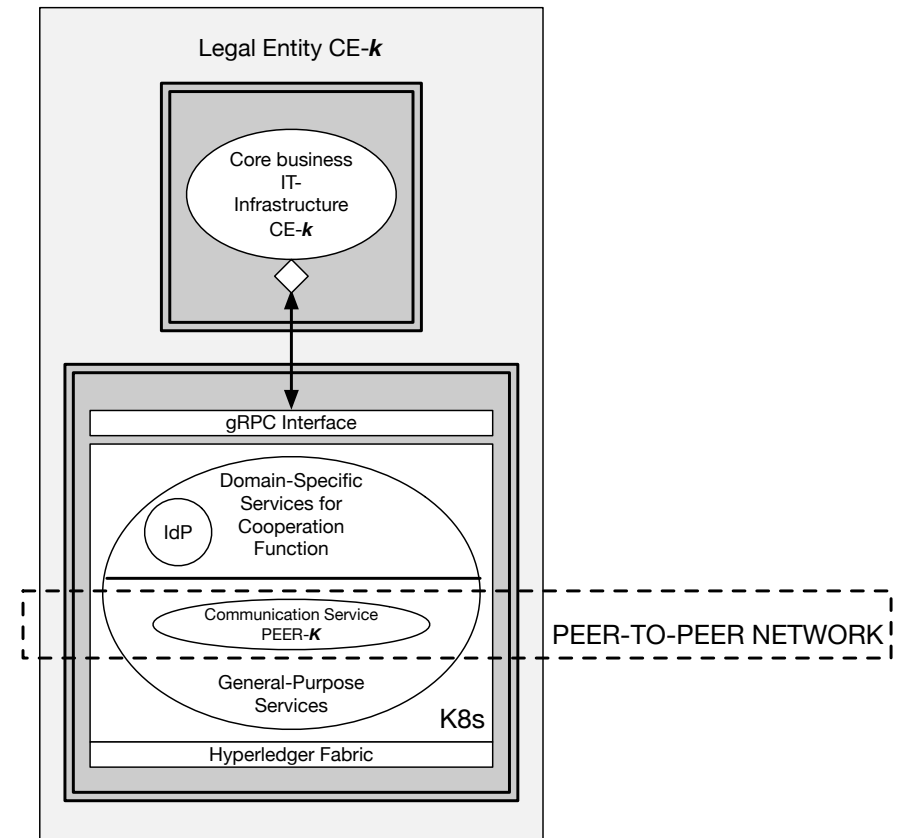 Legal Entity CE-k
Core business
IT-
Infrastructure
CE-k
gRPC Interface
Domain-Specific
Services for
Cooperation
Function
IdP
Communication Service
PEER-K
PEER-TO-PEER NETWORK
General-Purpose
Services
K8s
Hyperledger Fabric